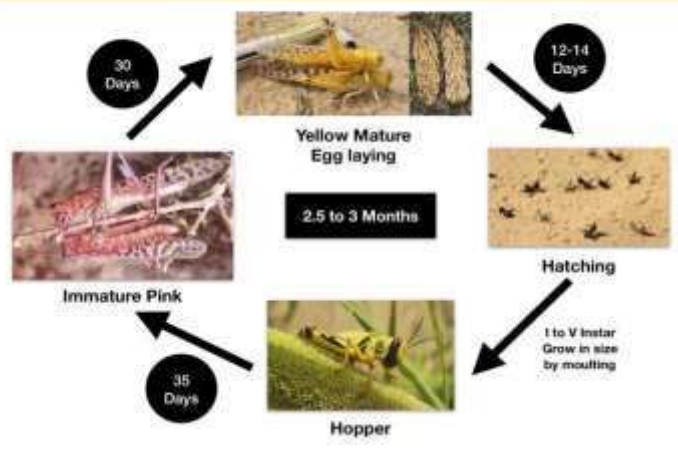 30
Days
12-14
Days
Yellow Mature
Egg laying
2.5 to 3 Months
Immature Pink
Hatching
I to V Instar
Grow in size
by moulting
35
Days
Hopper